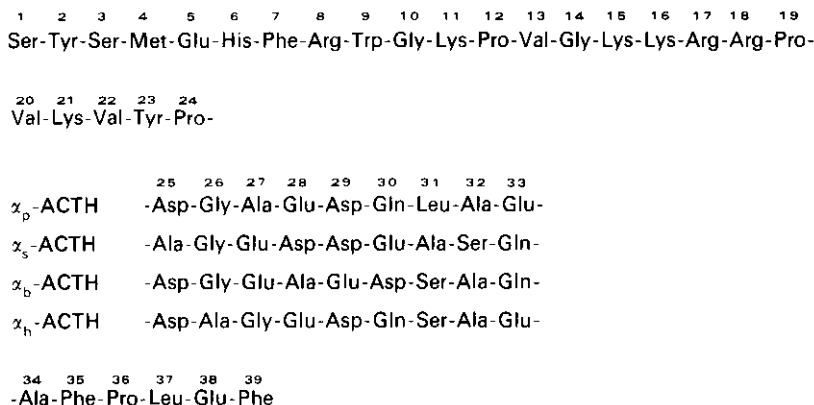 1 2 3 4 5 6 7 8 9 10 11 12 13 14 15 16 17 18 19
Ser-Tyr-Ser-Met-Glu-His-Phe-Arg-Trp-Gly-Lys-Pro-Val-Gly-Lys-Lys-Arg-Arg-Pro-
20 21 22 23 24
Val-Lys-Val-Tyr-Pro-
25 26 27 28 29 30 31 32 33
αp-ACTH -Asp-Gly-Ala-Glu-Asp-Gln-Leu-Ala-Glu-
αs-ACTH -Ala-Gly-Glu-Asp-Asp-Glu-Ala-Ser-Gln-
αb-ACTH -Asp-Gly-Glu-Ala-Glu-Asp-Ser-Ala-Gln-
αh-ACTH -Asp-Ala-Gly-Glu-Asp-Gln-Ser-Ala-Glu-
34 35 36 37 38 39
-Ala-Phe-Pro-Leu-Glu-Phe